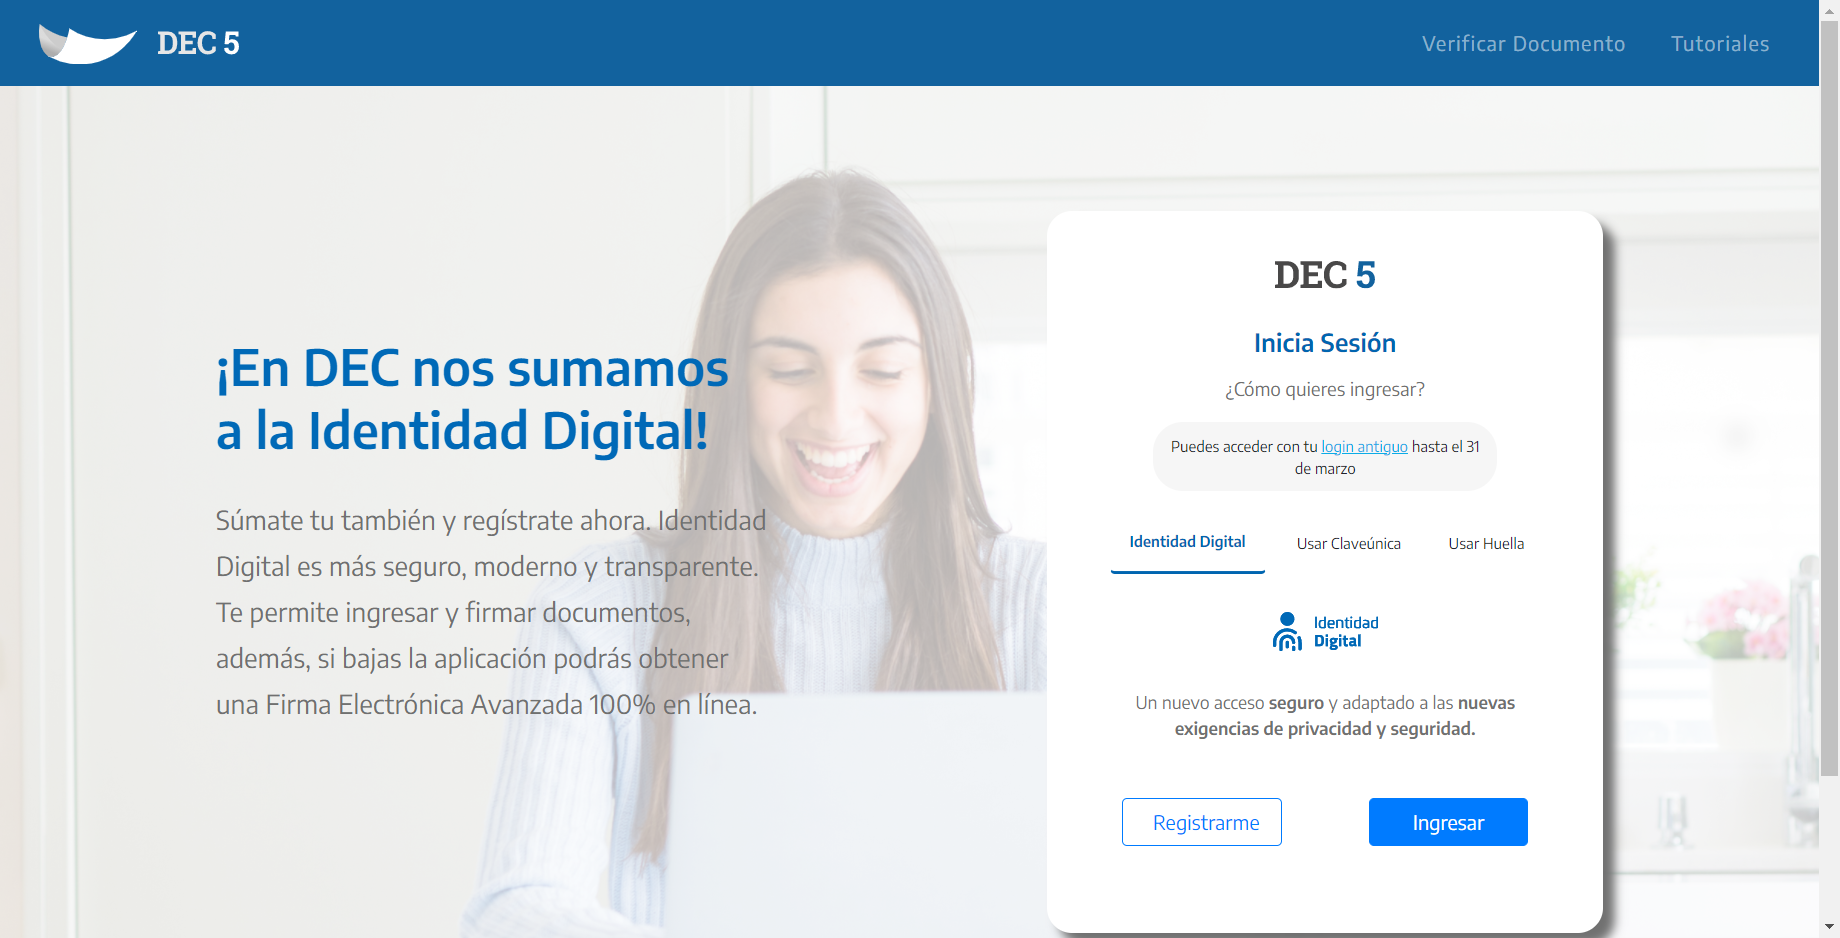 DEC 5
Verificar Documento
Tutoriales
¡En DEC nos sumamos
a la Identidad Digital!
Súmate tu también y regístrate ahora. Identidad
Digital es más seguro, moderno y transparente.
Te permite ingresar y firmar documentos,
además, si bajas la aplicación podrás obtener
una Firma Electrónica Avanzada 100% en línea.
DEC 5
Inicia Sesión
¿Cómo quieres ingresar?
Puedes acceder con tu login antiguo hasta el 31
de marzo
Identidad Digital
Usar Claveúnica
Usar Huella
Identidad
Digital
Un nuevo acceso seguro y adaptado a las nuevas
exigencias de privacidad y seguridad.
Registrarme
Ingresar